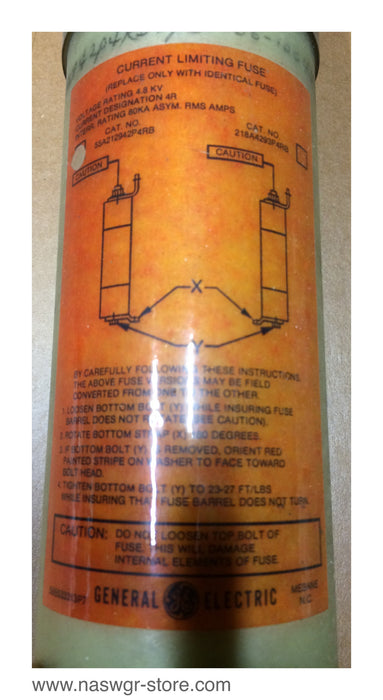 CURRENT LIMITING FUSE
(REPLACE ONLY WITH IDENTICAL FUSE)
VOLTAGE RATING 4.8 KV
CURRENT DESIGNATION 4R
INTERR. RATING 80KA ASYM. RMS AMPS
CAT. NO.
55A212942P4RB
CAT. NO.
218A4293P4RB
CAUTION
CAUTION
X
Y
BY CAREFULLY FOLLOWING THESE INSTRUCTIONS,
THE ABOVE FUSE VERSIONS MAY BE FIELD
CONVERTED FROM ONE TO THE OTHER.
1. LOOSEN BOTTOM BOLT (Y) WHILE INSURING FUSE
BARREL DOES NOT ROTATE (SEE CAUTION).
2. ROTATE BOTTOM STRAP (X) 180 DEGREES.
3. IF BOTTOM BOLT (Y) IS REMOVED, ORIENT RED
PAINTED STRIPE ON WASHER TO FACE TOWARD
BOLT HEAD.
4. TIGHTEN BOTTOM BOLT (Y) TO 23-27 FT/LBS
WHILE INSURING THAT FUSE BARREL DOES NOT TURN.
CAUTION: DO NOT LOOSEN TOP BOLT OF
FUSE. THIS WILL DAMAGE
INTERNAL ELEMENTS OF FUSE.
GENERAL GE ELECTRIC
MEBANE
N.C.
www.naswgr-store.com